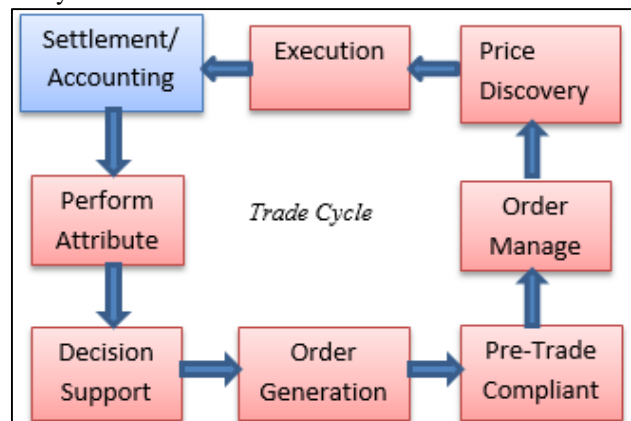 Settlement/
Accounting
Execution
Price
Discovery
Perform
Attribute
Trade Cycle
Order
Manage
Decision
Support
Order
Generation
Pre-Trade
Compliant